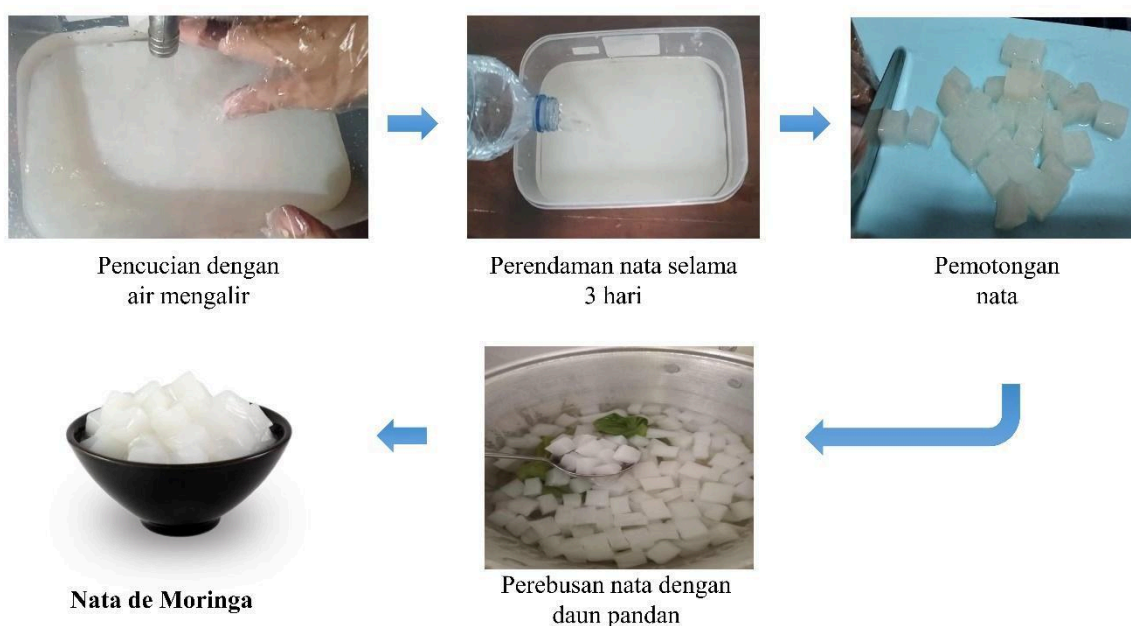 Pencucian dengan
air mengalir
Perendaman nata selama
3 hari
Pemotongan
nata
Perebusan nata dengan
daun pandan
Nata de Moringa